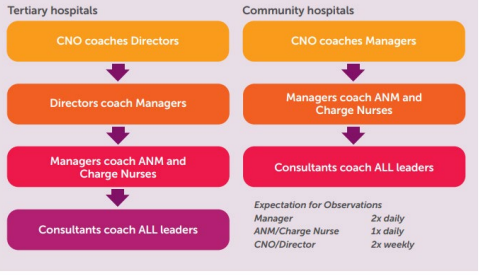 Tertiary hospitals
CNO coaches Directors
Directors coach Managers
Managers coach ANM and
Charge Nurses
Consultants coach ALL leaders
Community hospitals
CNO coaches Managers
Managers coach ANM and
Charge Nurses
Consultants coach ALL leaders
Expectation for Observations
Manager 2x daily
ANM/Charge Nurse 1x daily
CNO/Director 2x weekly